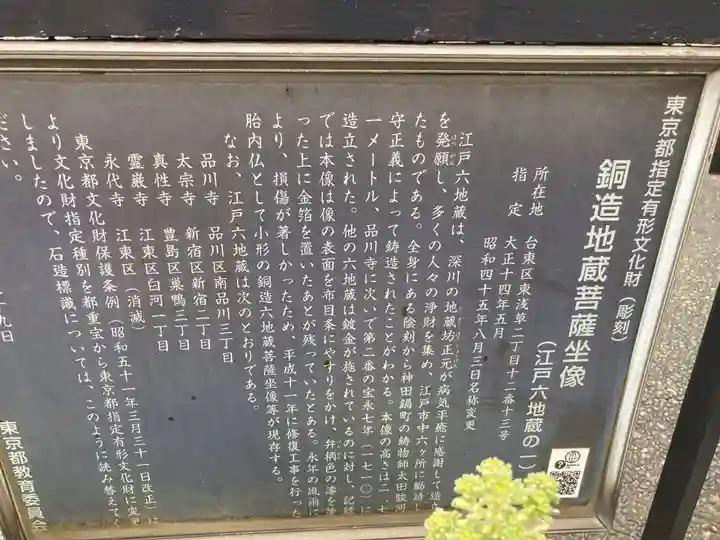 東京都指定有形文化財(彫刻)
銅造地蔵菩薩坐像
(江戸六地蔵の一)
所在地 台東区東浅草二丁目十二番十三号
指 定 大正十四年五月
昭和四十五年八月三日名称変更
江戸六地蔵は、深川の地蔵坊正元が病気平癒に感謝して造立
を発願し、多くの人々の浄財を集め、江戸市中六ヶ所に勧請し
たものである。全身にある陰刻から神田鍋町の鋳物師太田駿河
守正義によって鋳造されたことがわかる。本像の高さは二・七
一メートル、品川寺に次いで第二番の宝永七年(一七一〇)に
造立された。他の六地蔵は鍍金が施されているのに対し、記録
では本像は像の表面を布目条にやすりをかけ、弁柄色の漆を塗
った上に金箔を置いたあとが残っていたとある。永年の風雨に
より、損傷が著しかったため、平成十一年に修復工事を行った
胎内仏として小形の銅造六地蔵菩薩坐像等が現存する。
なお、江戸六地蔵は次のとおりである。
品川寺 品川区南品川三丁目
太宗寺 新宿区新宿二丁目
真性寺 豊島区巣鴨三丁目
霊巌寺 江東区白河一丁目
永代寺 江東区(消滅)
東京都文化財保護条例(昭和五十一年三月三十一日改正)に
より文化財指定種別を都重宝から東京都指定有形文化財に変更
しましたので、石造標識については、このように読み替えてく
ださい。
九日
東京都教育委員会